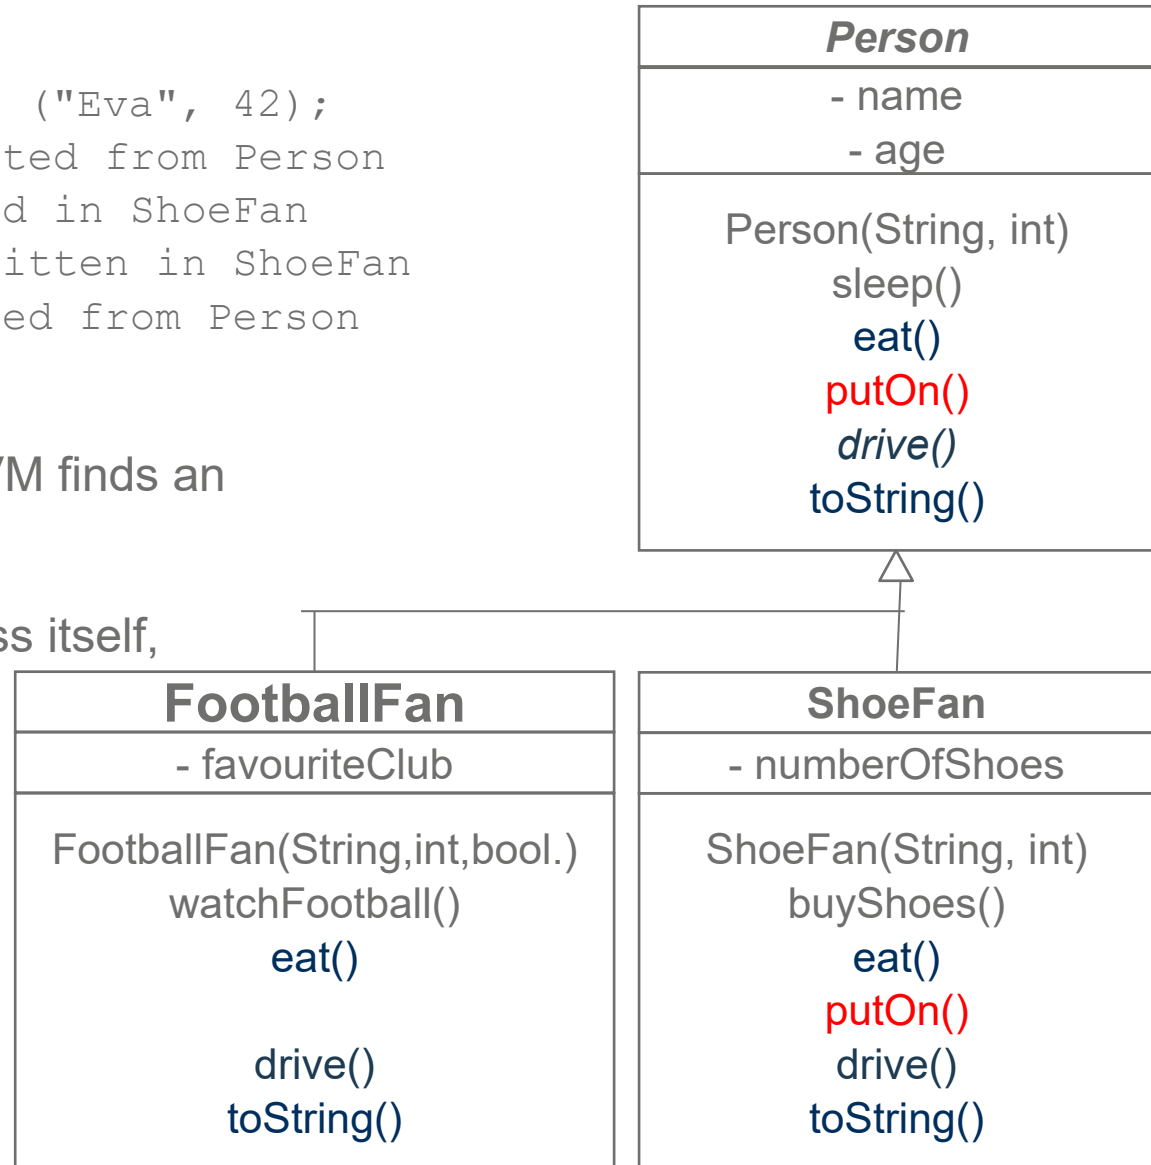 ("Eva", 42);
ted from Person
d in ShoeFan
itten in ShoeFan
ed from Person
VM finds an
ss itself,
Person
- name
- age
Person(String, int)
sleep()
eat()
putOn()
drive()
toString()
FootballFan
- favouriteClub
FootballFan(String,int,bool.)
watchFootball()
eat()
drive()
toString()
ShoeFan
- numberOfShoes
ShoeFan(String, int)
buyShoes()
eat()
putOn()
drive()
toString()